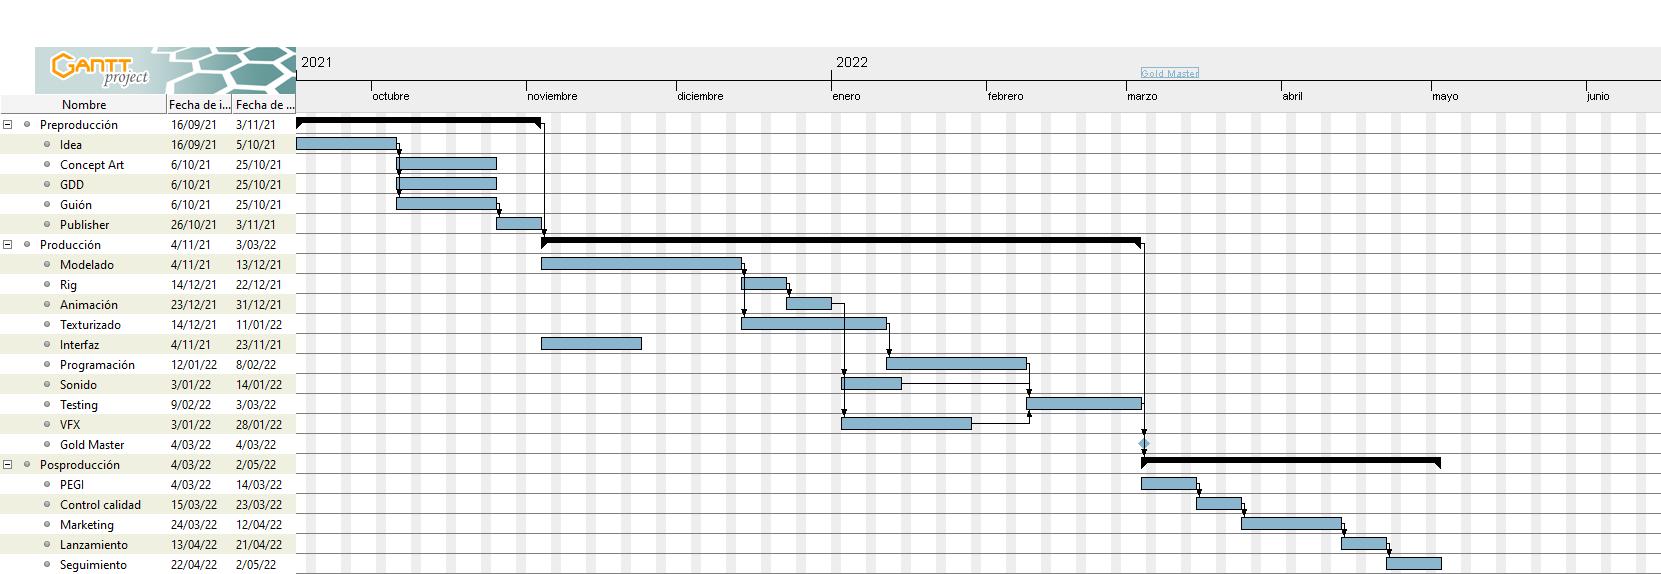 2021 2022
GANTT project
Gold Master
Nombre Fecha de i... Fecha de ... octubre noviembre diciembre enero febrero marzo abril mayo junio
Preproducción 16/09/21 3/11/21
Idea 16/09/21 5/10/21
Concept Art 6/10/21 25/10/21
GDD 6/10/21 25/10/21
Guión 6/10/21 25/10/21
Publisher 26/10/21 3/11/21
Producción 4/11/21 3/03/22
Modelado 4/11/21 13/12/21
Rig 14/12/21 22/12/21
Animación 23/12/21 31/12/21
Texturizado 14/12/21 11/01/22
Interfaz 4/11/21 23/11/21
Programación 12/01/22 8/02/22
Sonido 3/01/22 14/01/22
Testing 9/02/22 3/03/22
VFX 3/01/22 28/01/22
Gold Master 4/03/22 4/03/22
Posproducción 4/03/22 2/05/22
PEGI 4/03/22 14/03/22
Control calidad 15/03/22 23/03/22
Marketing 24/03/22 12/04/22
Lanzamiento 13/04/22 21/04/22
Seguimiento 22/04/22 2/05/22